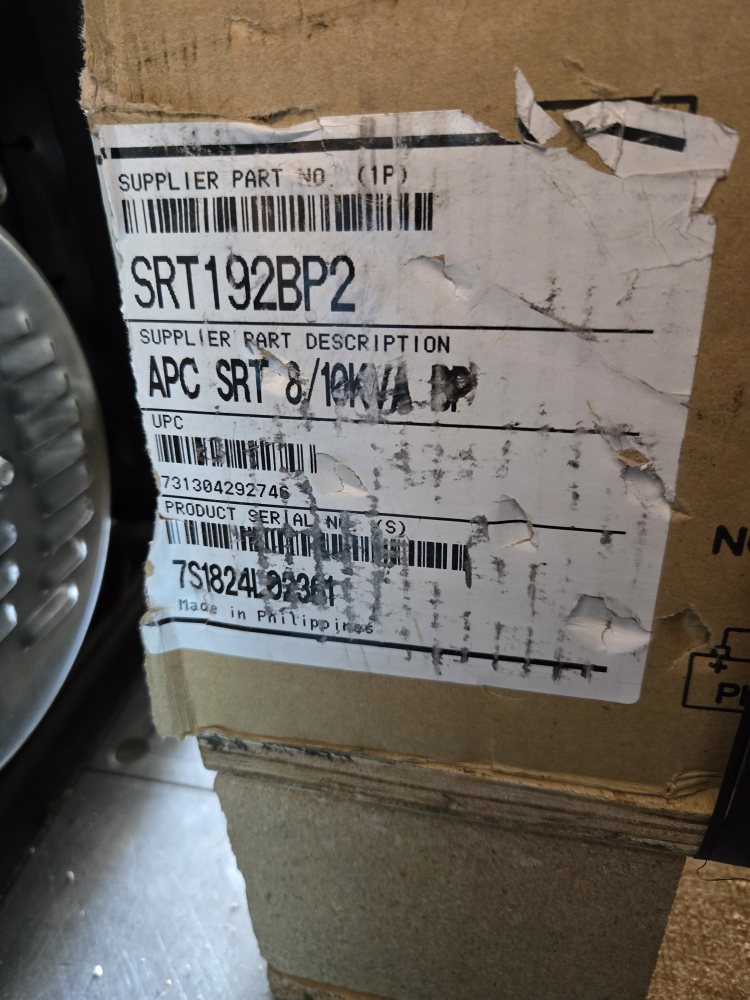 SUPPLIER PART NO (1P)
SRT192BP2
SUPPLIER PART DESCRIPTION
APC SRT 8/10KVA BP
UPC
731304292746
PRODUCT SERIAL NO. (S)
7S1824L02361
Made in Philippines